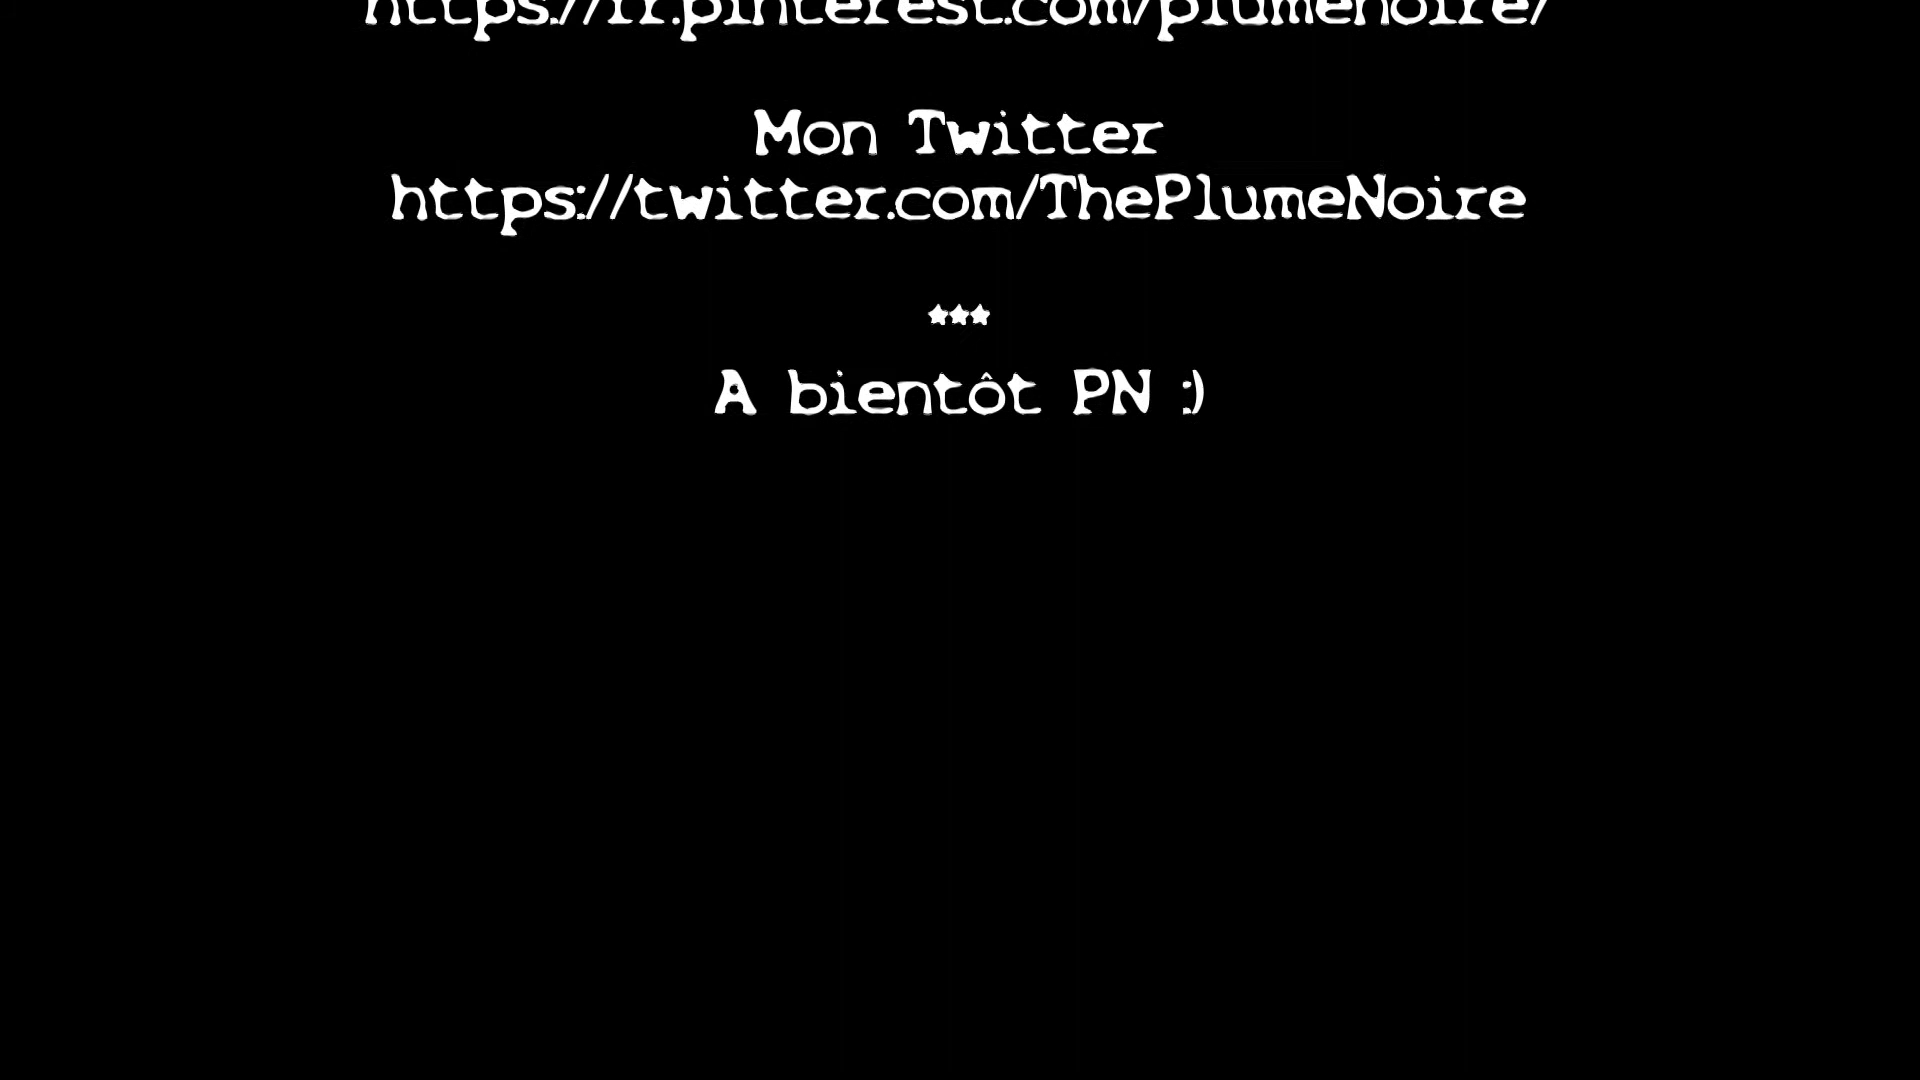 https://fr.pinterest.com/plumenoire/
Mon Twitter
https://twitter.com/ThePlumeNoire
***
A bientôt PN :)